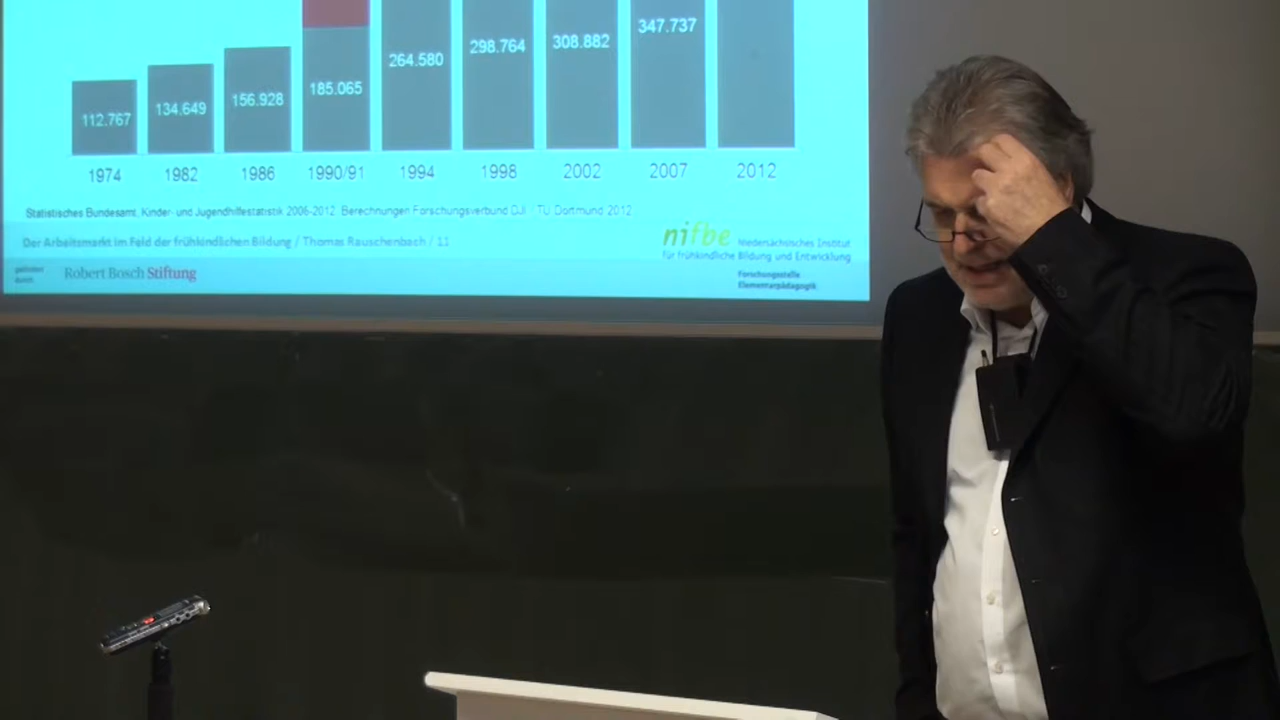 347.737
308.882
298.764
264.580
185.065
156.928
134.649
112.767
1974 1982 1986 1990/91 1994 1998 2002 2007 2012
Statistisches Bundesamt, Kinder- und Jugendhilfestatistik 2006-2012. Berechnungen Forschungsverbund DJI / TU Dortmund 2012
Der Arbeitsmarkt im Feld der frühkindlichen Bildung / Thomas Rauschenbach / 11
nifbe Niedersächsisches Institut
für frühkindliche Bildung und Entwicklung
Forschungsstelle
Elementarpädagogik
gefördert
durch
Robert Bosch Stiftung